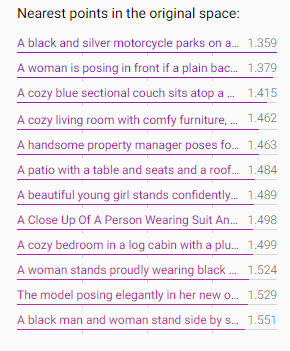 Nearest points in the original space:
A black and silver motorcycle parks on a... 1.359
A woman is posing in front if a plain bac... 1.379
A cozy blue sectional couch sits atop a ... 1.415
A cozy living room with comfy furniture, ... 1.462
A handsome property manager poses fo... 1.463
A patio with a table and seats and a roof... 1.484
A beautiful young girl stands confidently... 1.489
A Close Up Of A Person Wearing Suit An... 1.498
A cozy bedroom in a log cabin with a plu... 1.499
A woman stands proudly wearing black ... 1.524
The model posing elegantly in her new o... 1.529
A black man and woman stand side by s... 1.551